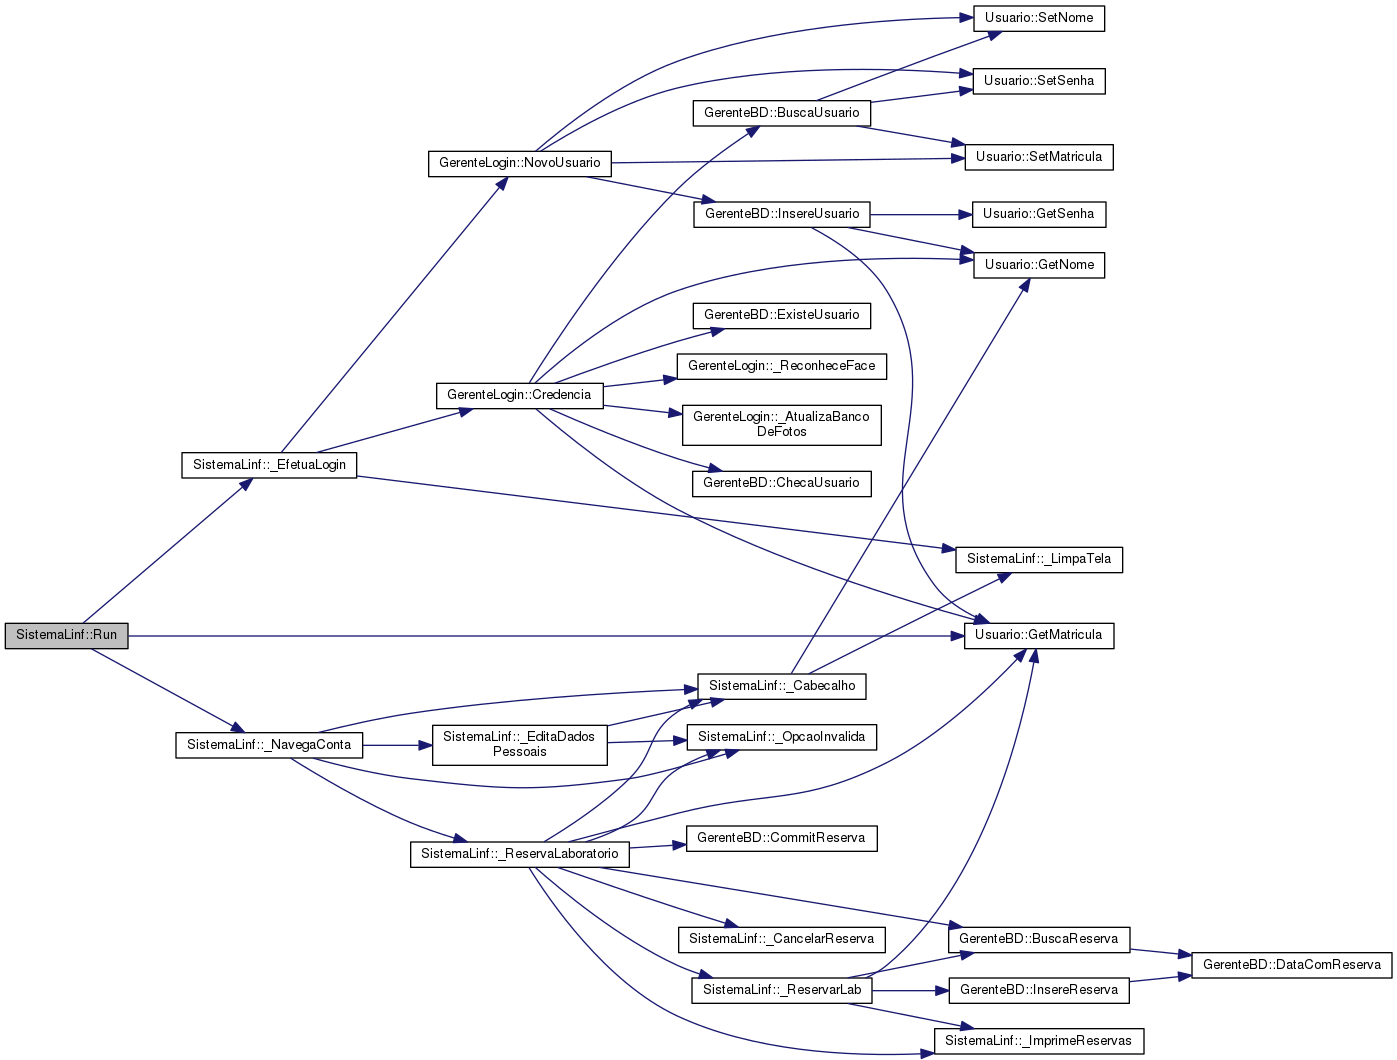 Usuario::SetNome
Usuario::SetSenha
GerenteBD::BuscaUsuario
Usuario::SetMatricula
GerenteLogin::NovoUsuario
GerenteBD::InsereUsuario
Usuario::GetSenha
Usuario::GetNome
GerenteBD::ExisteUsuario
GerenteLogin::_ReconheceFace
GerenteLogin::Credencia
GerenteLogin::_AtualizaBanco
DeFotos
SistemaLinf::_EfetuaLogin
GerenteBD::ChecaUsuario
SistemaLinf::_LimpaTela
SistemaLinf::Run
Usuario::GetMatricula
SistemaLinf::_Cabecalho
SistemaLinf::_NavegaConta
SistemaLinf::_EditaDados
Pessoais
SistemaLinf::_OpcaoInvalida
GerenteBD::CommitReserva
SistemaLinf::_ReservaLaboratorio
SistemaLinf::_CancelarReserva
GerenteBD::BuscaReserva
GerenteBD::DataComReserva
SistemaLinf::_ReservarLab
GerenteBD::InsereReserva
SistemaLinf::_ImprimeReservas